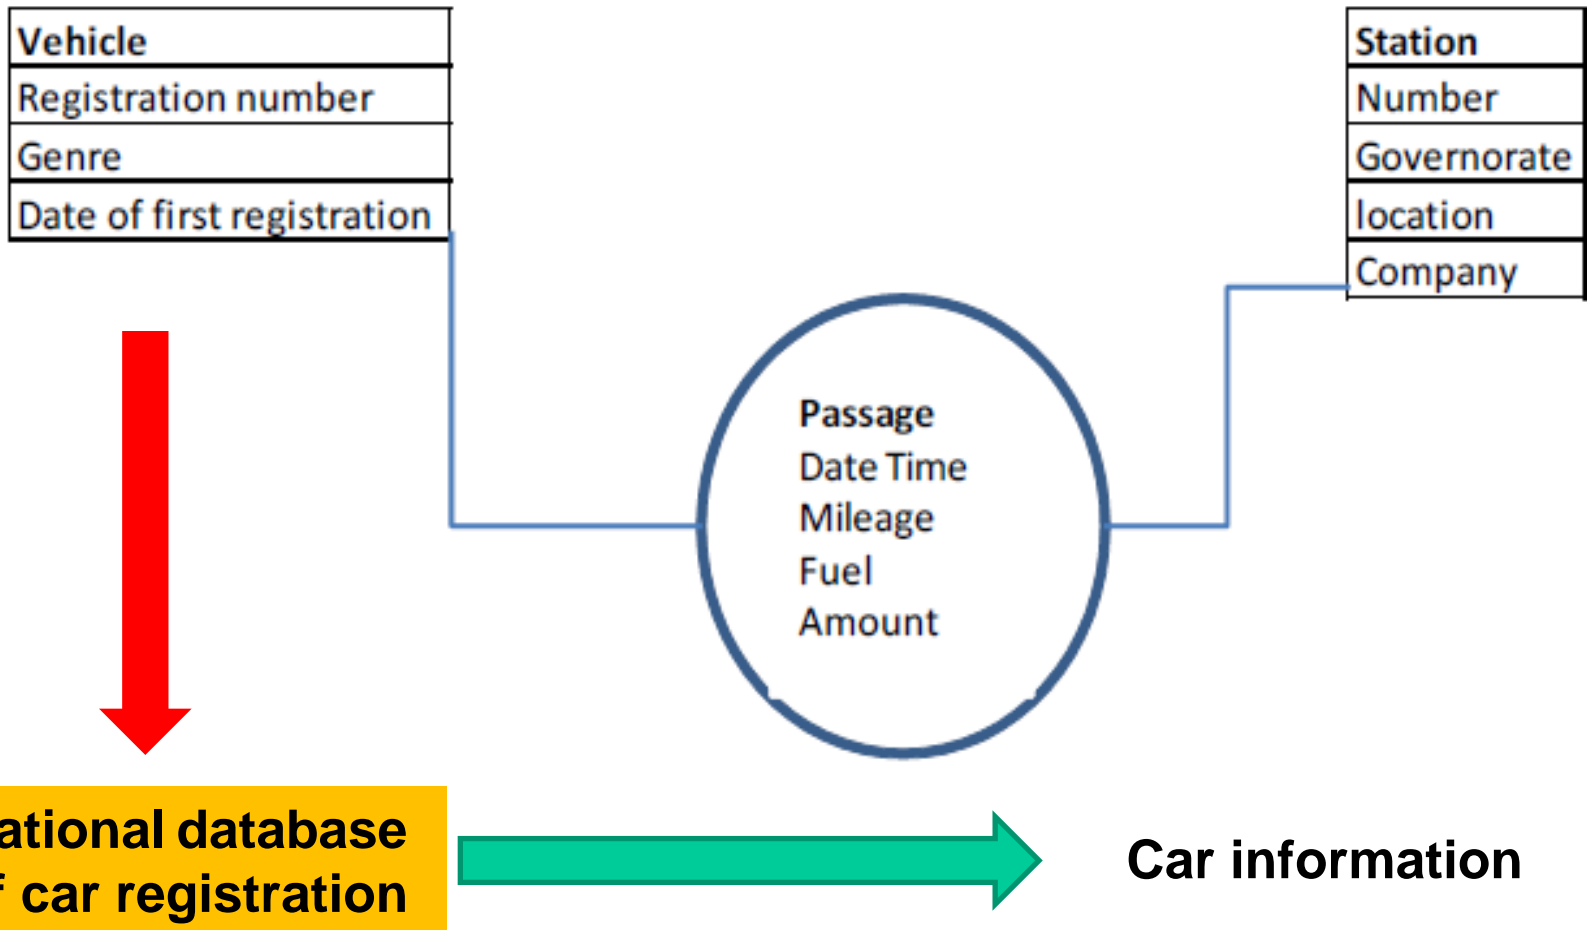 Vehicle
Registration number
Genre
Date of first registration
Station
Number
Governorate
location
Company
Passage
Date Time
Mileage
Fuel
Amount
database
car registration
Car information